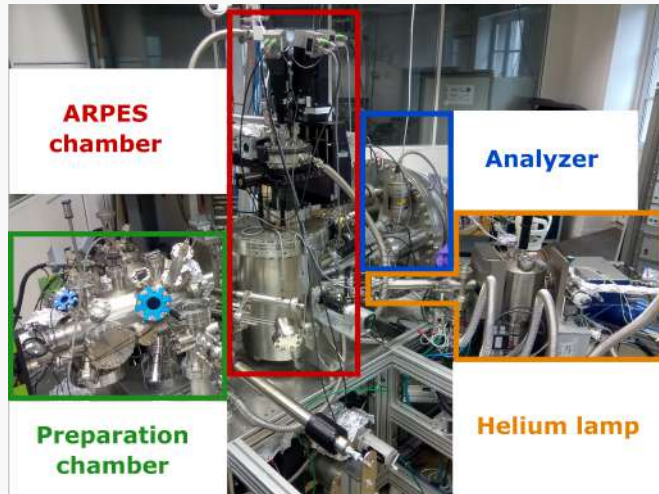 ARPES
chamber
Analyzer
Preparation
chamber
Helium lamp